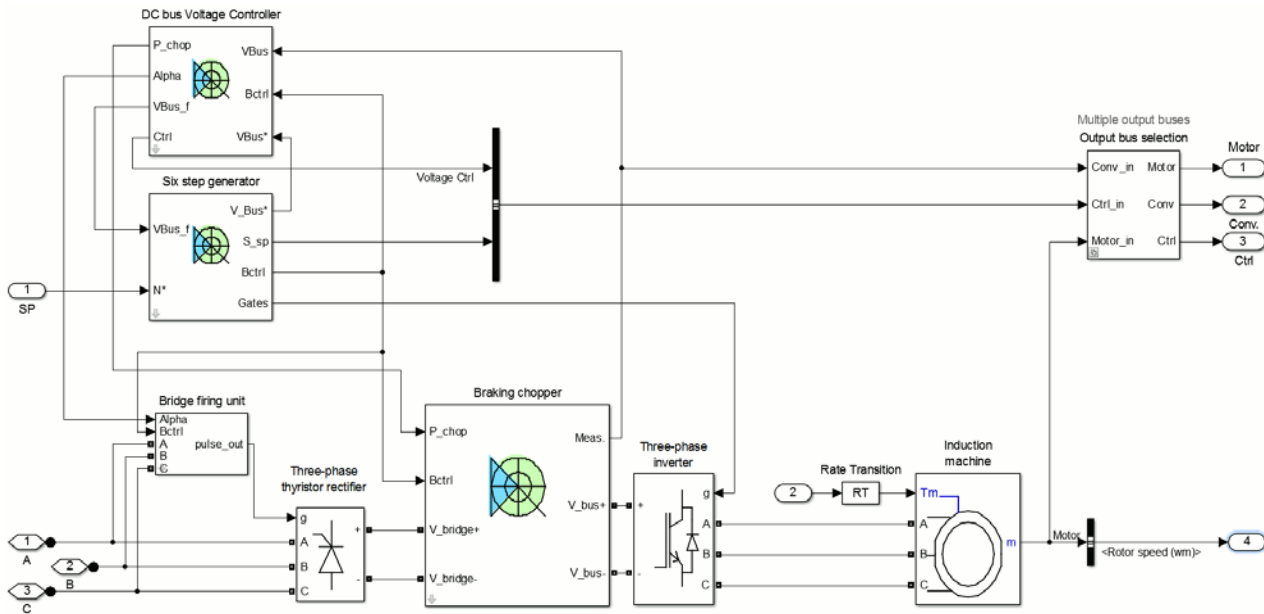 DC bus Voltage Controller
P_chop
Alpha
VBus_f
Ctrl
VBus
Bctrl
VBus*
Six step generator
VBus_f
N*
V_Bus*
S_sp
Bctrl
Gates
1
SP
Voltage Ctrl
Multiple output buses
Output bus selection
Conv_in
Ctrl_in
Motor_in
Motor
Conv
Ctrl
Motor
1
2
Conv.
3
Ctrl
Bridge firing unit
Alpha
Bctrl
A
B
C
pulse_out
Three-phase
thyristor rectifier
g
A
B
C
+
-
1
A
2
B
3
C
Braking chopper
P_chop
Bctrl
V_bridge+
V_bridge-
Meas.
V_bus+
V_bus-
Three-phase
inverter
+
-
g
A
B
C
Rate Transition
2
RT
Induction
machine
Tm
A
B
C
m
Motor
<Rotor speed (wm)>
4